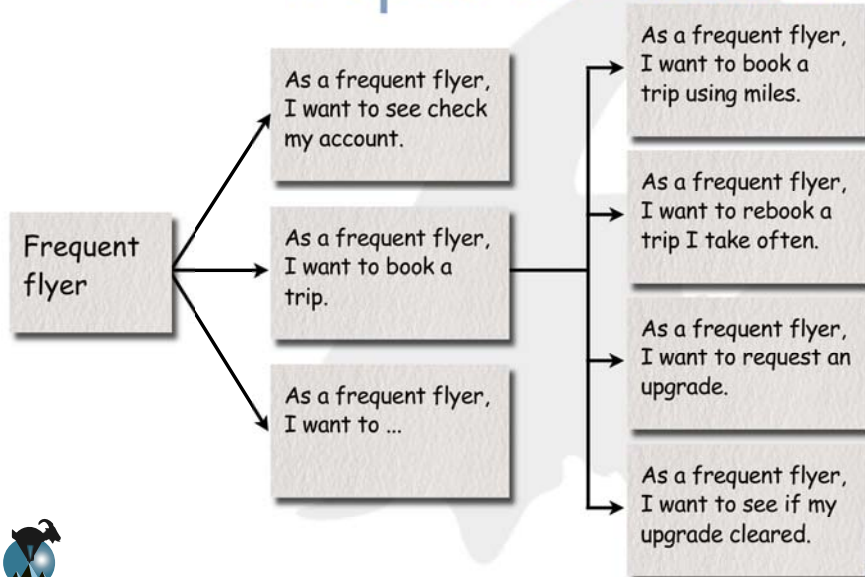 Frequent
flyer
As a frequent flyer,
I want to see check
my account.
As a frequent flyer,
I want to book a
trip.
As a frequent flyer,
I want to ...
As a frequent flyer,
I want to book a
trip using miles.
As a frequent flyer,
I want to rebook a
trip I take often.
As a frequent flyer,
I want to request an
upgrade.
As a frequent flyer,
I want to see if my
upgrade cleared.